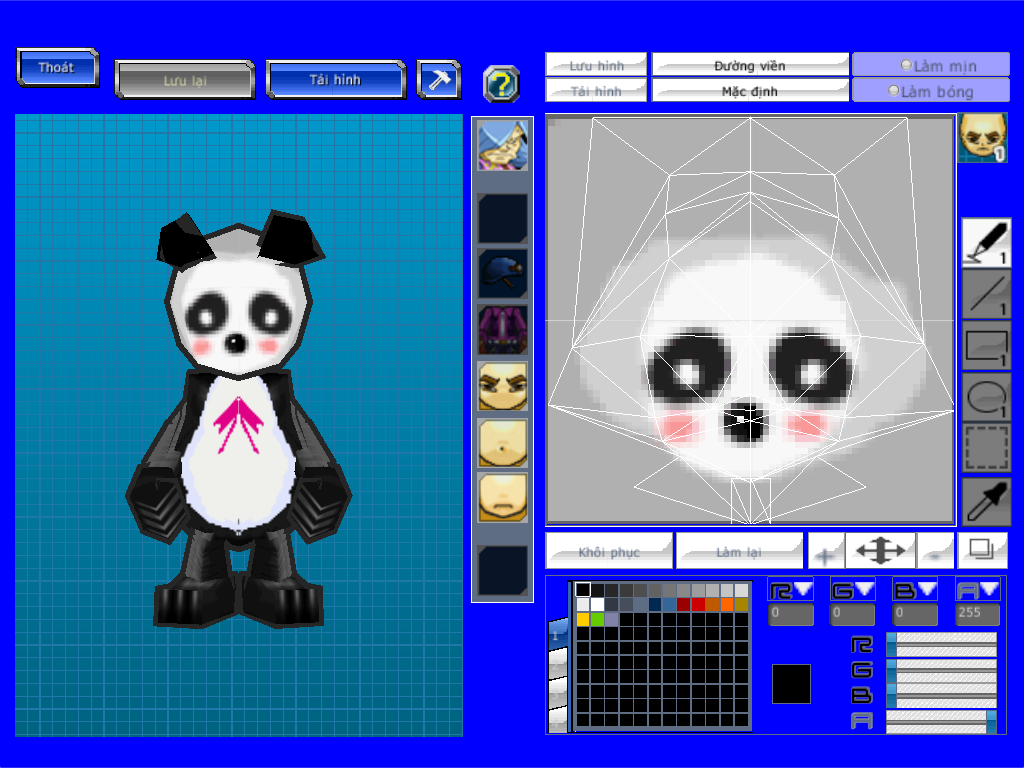 Thoát
Lưu lại
Tải hình
Lưu hình
Đường viền
Làm mịn
Tải hình
Mặc định
Làm bóng
1
1
1
1
1
Khôi phục
Làm lại
R G B A
0 0 0 255
1
R
G
B
A